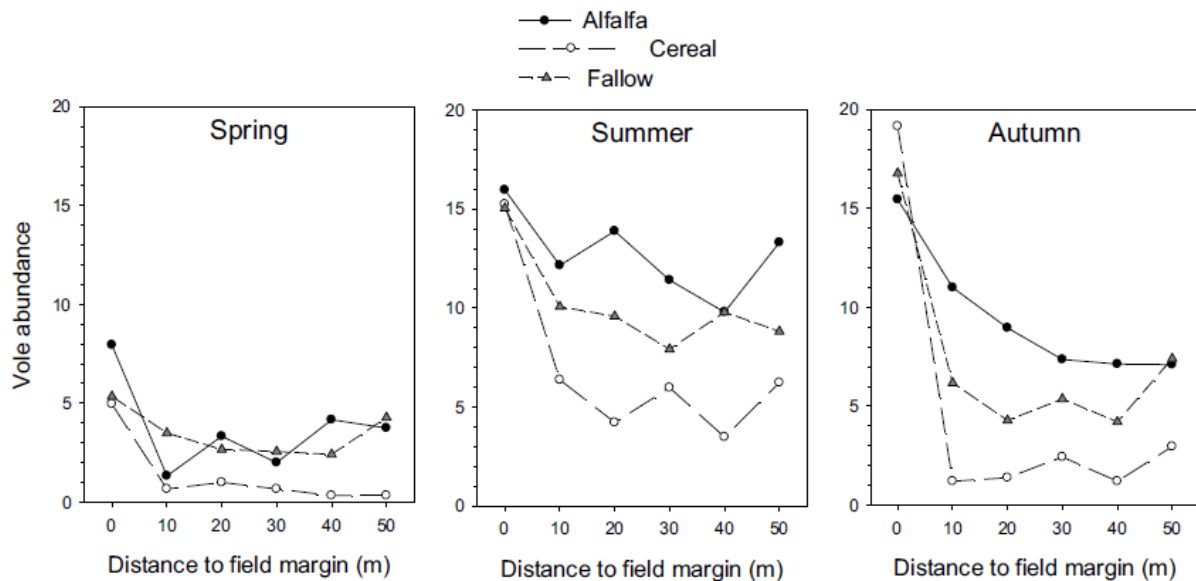 Alfalfa
Cereal
Fallow
Spring
Summer
Autumn
Vole abundance
20
15
10
5
0
0 10 20 30 40 50
20
15
10
5
0
0 10 20 30 40 50
20
15
10
5
0
0 10 20 30 40 50
Distance to field margin (m)
Distance to field margin (m)
Distance to field margin (m)